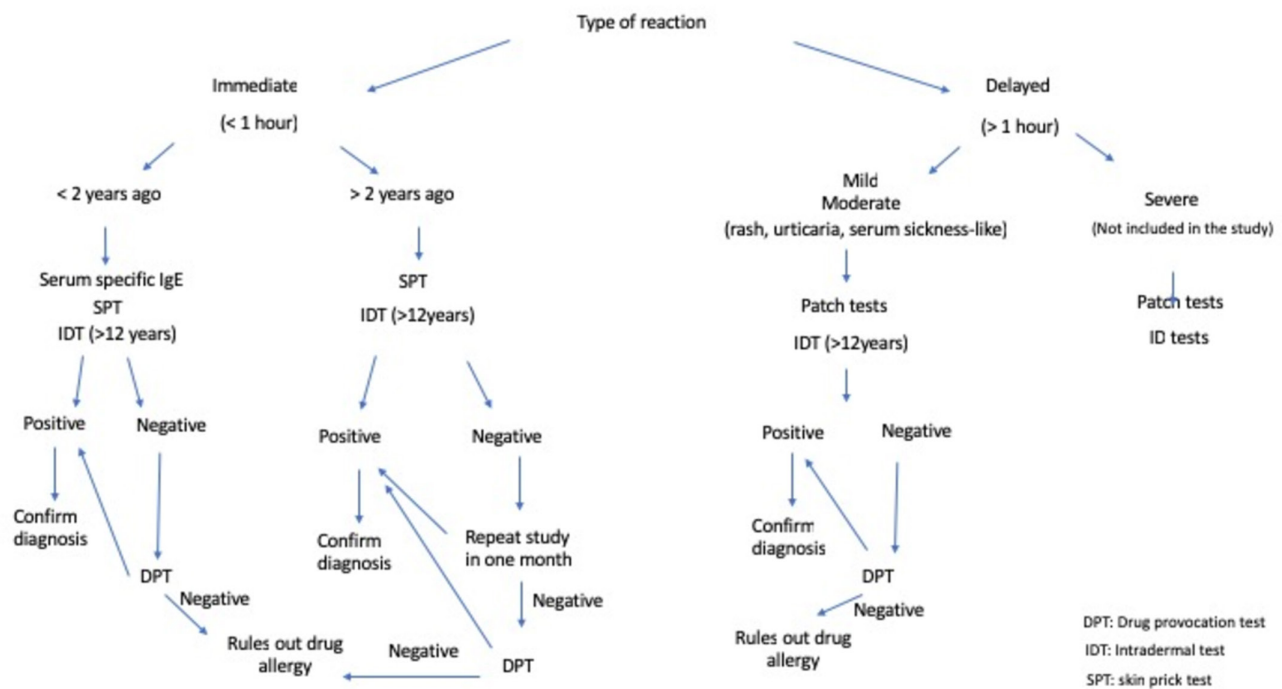 Type of reaction
Immediate
(< 1 hour)
Delayed
(> 1 hour)
< 2 years ago
> 2 years ago
Mild
Moderate
(rash, urticaria, serum sickness-like)
Severe
(Not included in the study)
Serum specific IgE
SPT
IDT (>12 years)
SPT
IDT (>12years)
Patch tests
IDT (>12years)
Patch tests
ID tests
Positive
Negative
Positive
Negative
Positive
Negative
Confirm
diagnosis
Confirm
diagnosis
Repeat study
in one month
Confirm
diagnosis
DPT
Negative
Negative
DPT
Negative
Rules out drug
allergy
Negative
DPT
Rules out drug
allergy
DPT: Drug provocation test
IDT: Intradermal test
SPT: skin prick test